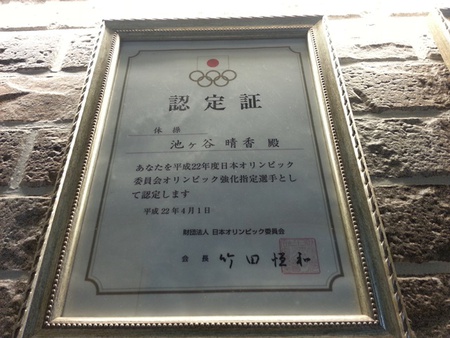 認定証
体操
池ヶ谷晴香 殿
あなたを平成22年度日本オリンピック
委員会オリンピック強化指定選手とし
て認定します
平成22年4月1日
財団法人 日本オリンピック委員会
会長 竹田恆和